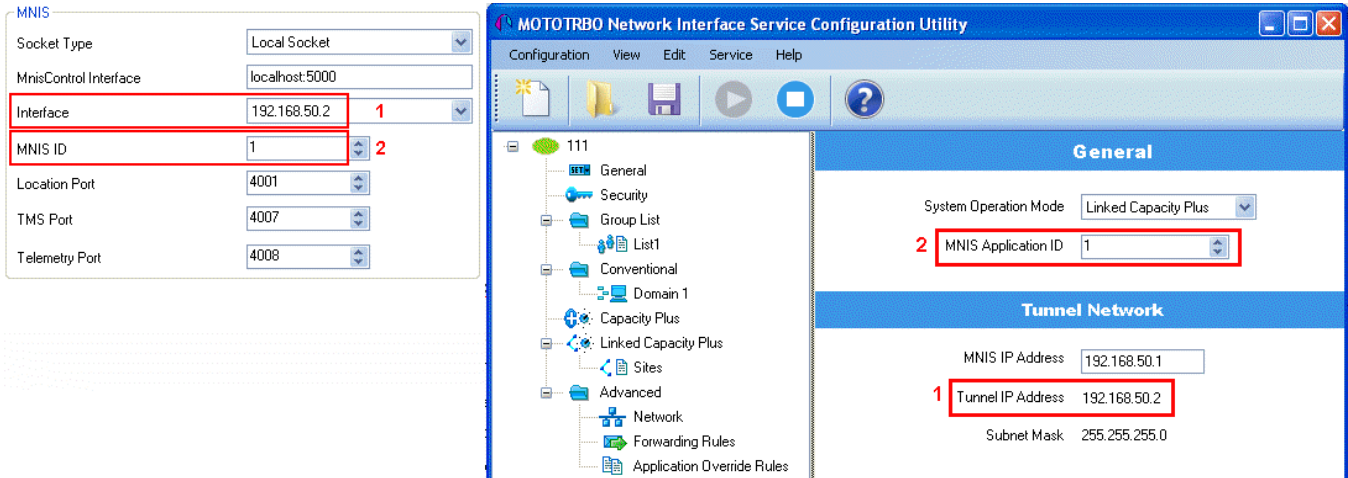 MNIS
Socket Type Local Socket
MnisControl Interface localhost:5000
Interface 192.168.50.2 1
MNIS ID 1 2
Location Port 4001
TMS Port 4007
Telemetry Port 4008
MOTOTRBO Network Interface Service Configuration Utility
Configuration View Edit Service Help
111
General
Security
Group List
List1
Conventional
Domain 1
Capacity Plus
Linked Capacity Plus
Sites
Advanced
Network
Forwarding Rules
Application Override Rules
General
System Operation Mode Linked Capacity Plus
2 MNIS Application ID 1
Tunnel Network
MNIS IP Address 192.168.50.1
1 Tunnel IP Address 192.168.50.2
Subnet Mask 255.255.255.0